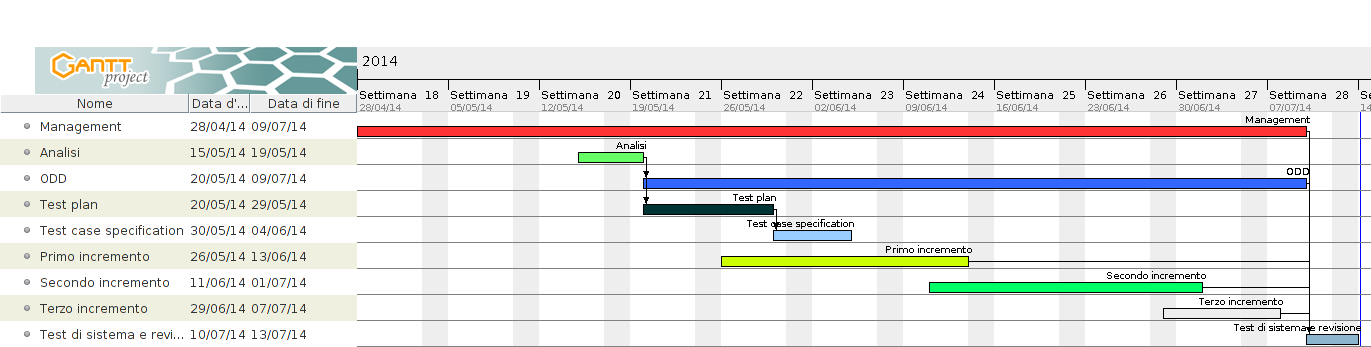 GANTT project
2014
Nome Data d'... Data di fine
Settimana 18 Settimana 19 Settimana 20 Settimana 21 Settimana 22 Settimana 23 Settimana 24 Settimana 25 Settimana 26 Settimana 27 Settimana 28 Se
28/04/14 05/05/14 12/05/14 19/05/14 26/05/14 02/06/14 09/06/14 16/06/14 23/06/14 30/06/14 07/07/14 14
Management 28/04/14 09/07/14 Management
Analisi 15/05/14 19/05/14 Analisi
ODD 20/05/14 09/07/14 ODD
Test plan 20/05/14 29/05/14 Test plan
Test case specification 30/05/14 04/06/14 Test case specification
Primo incremento 26/05/14 13/06/14 Primo incremento
Secondo incremento 11/06/14 01/07/14 Secondo incremento
Terzo incremento 29/06/14 07/07/14 Terzo incremento
Test di sistema e revi... 10/07/14 13/07/14 Test di sistema e revisione